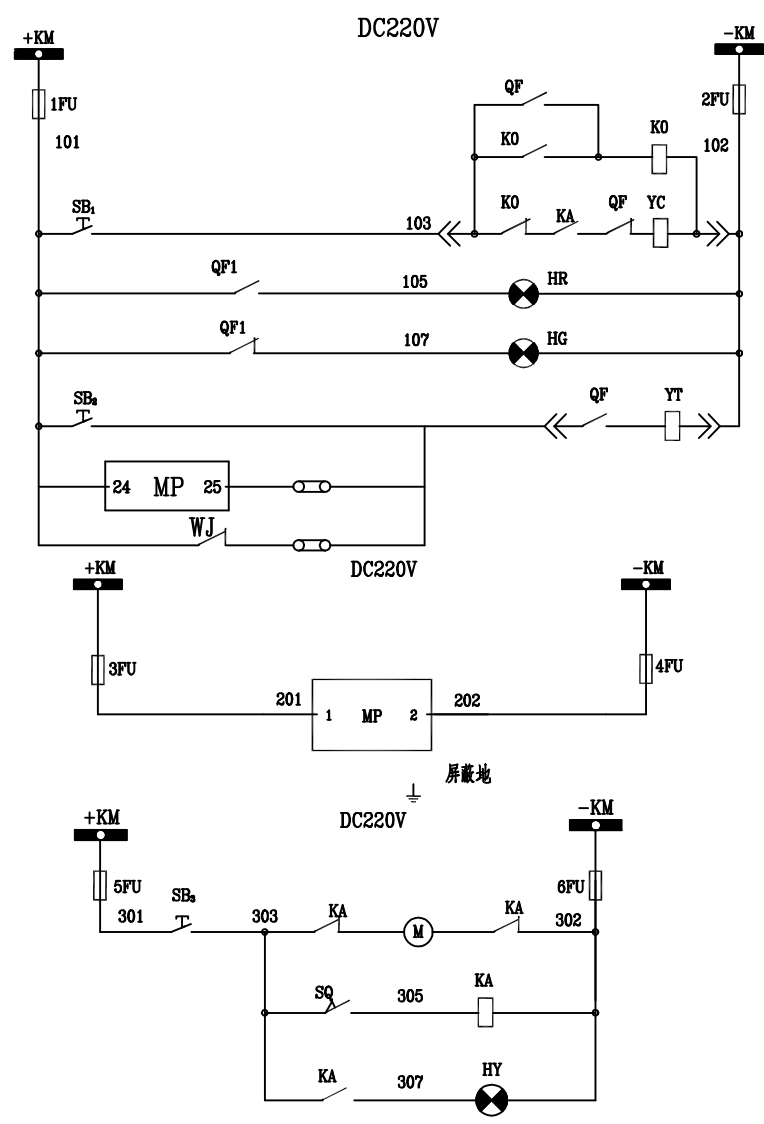 DC220V
+KM
-KM
1FU
2FU
101
102
QF
K0
K0
SB₁
103
K0
KA
QF
YC
QF1
105
HR
QF1
107
HG
SB₂
QF
YT
24
MP
25
WJ
DC220V
+KM
-KM
3FU
4FU
201
202
1
MP
2
屏蔽地
DC220V
+KM
-KM
5FU
6FU
301
SB₃
303
KA
M
KA
302
SQ
305
KA
KA
307
HY